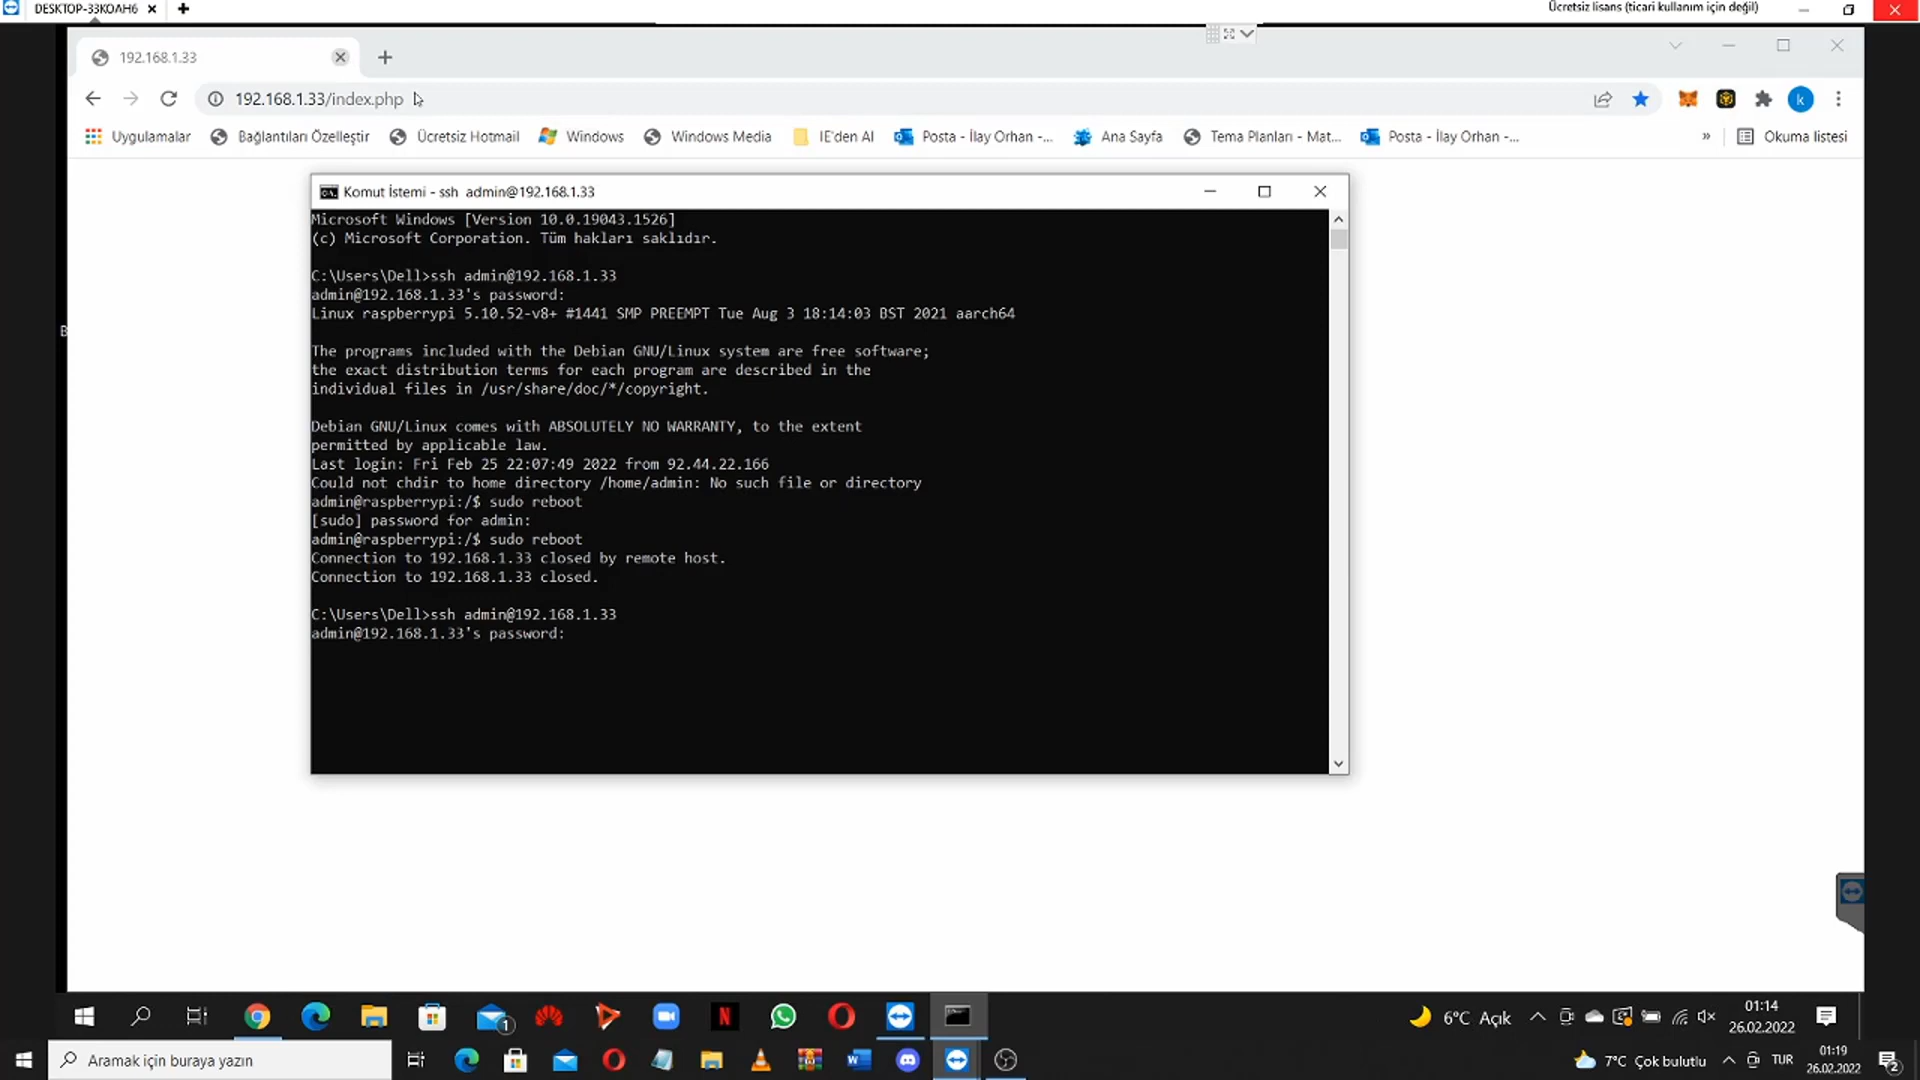 DESKTOP-33KOAH6
Ücretsiz lisans (ticari kullanım için değil)
192.168.1.33
192.168.1.33/index.php
k
Uygulamalar
Bağlantıları Özelleştir
Ücretsiz Hotmail
Windows
Windows Media
IE'den Al
Posta - İlay Orhan -...
Ana Sayfa
Tema Planları - Mat...
Posta - İlay Orhan -...
»
Okuma listesi
Komut İstemi - ssh admin@192.168.1.33
Microsoft Windows [Version 10.0.19043.1526]
(c) Microsoft Corporation. Tüm hakları saklıdır.
C:\Users\Dell>ssh admin@192.168.1.33
admin@192.168.1.33's password:
Linux raspberrypi 5.10.52-v8+ #1441 SMP PREEMPT Tue Aug 3 18:14:03 BST 2021 aarch64
The programs included with the Debian GNU/Linux system are free software;
the exact distribution terms for each program are described in the
individual files in /usr/share/doc/*/copyright.
Debian GNU/Linux comes with ABSOLUTELY NO WARRANTY, to the extent
permitted by applicable law.
Last login: Fri Feb 25 22:07:49 2022 from 92.44.22.166
Could not chdir to home directory /home/admin: No such file or directory
admin@raspberrypi:/$ sudo reboot
[sudo] password for admin:
admin@raspberrypi:/$ sudo reboot
Connection to 192.168.1.33 closed by remote host.
Connection to 192.168.1.33 closed.
C:\Users\Dell>ssh admin@192.168.1.33
admin@192.168.1.33's password:
1
N
6°C Açık
01:14
26.02.2022
Aramak için buraya yazın
7°C Çok bulutlu
TUR
01:19
26.02.2022
2